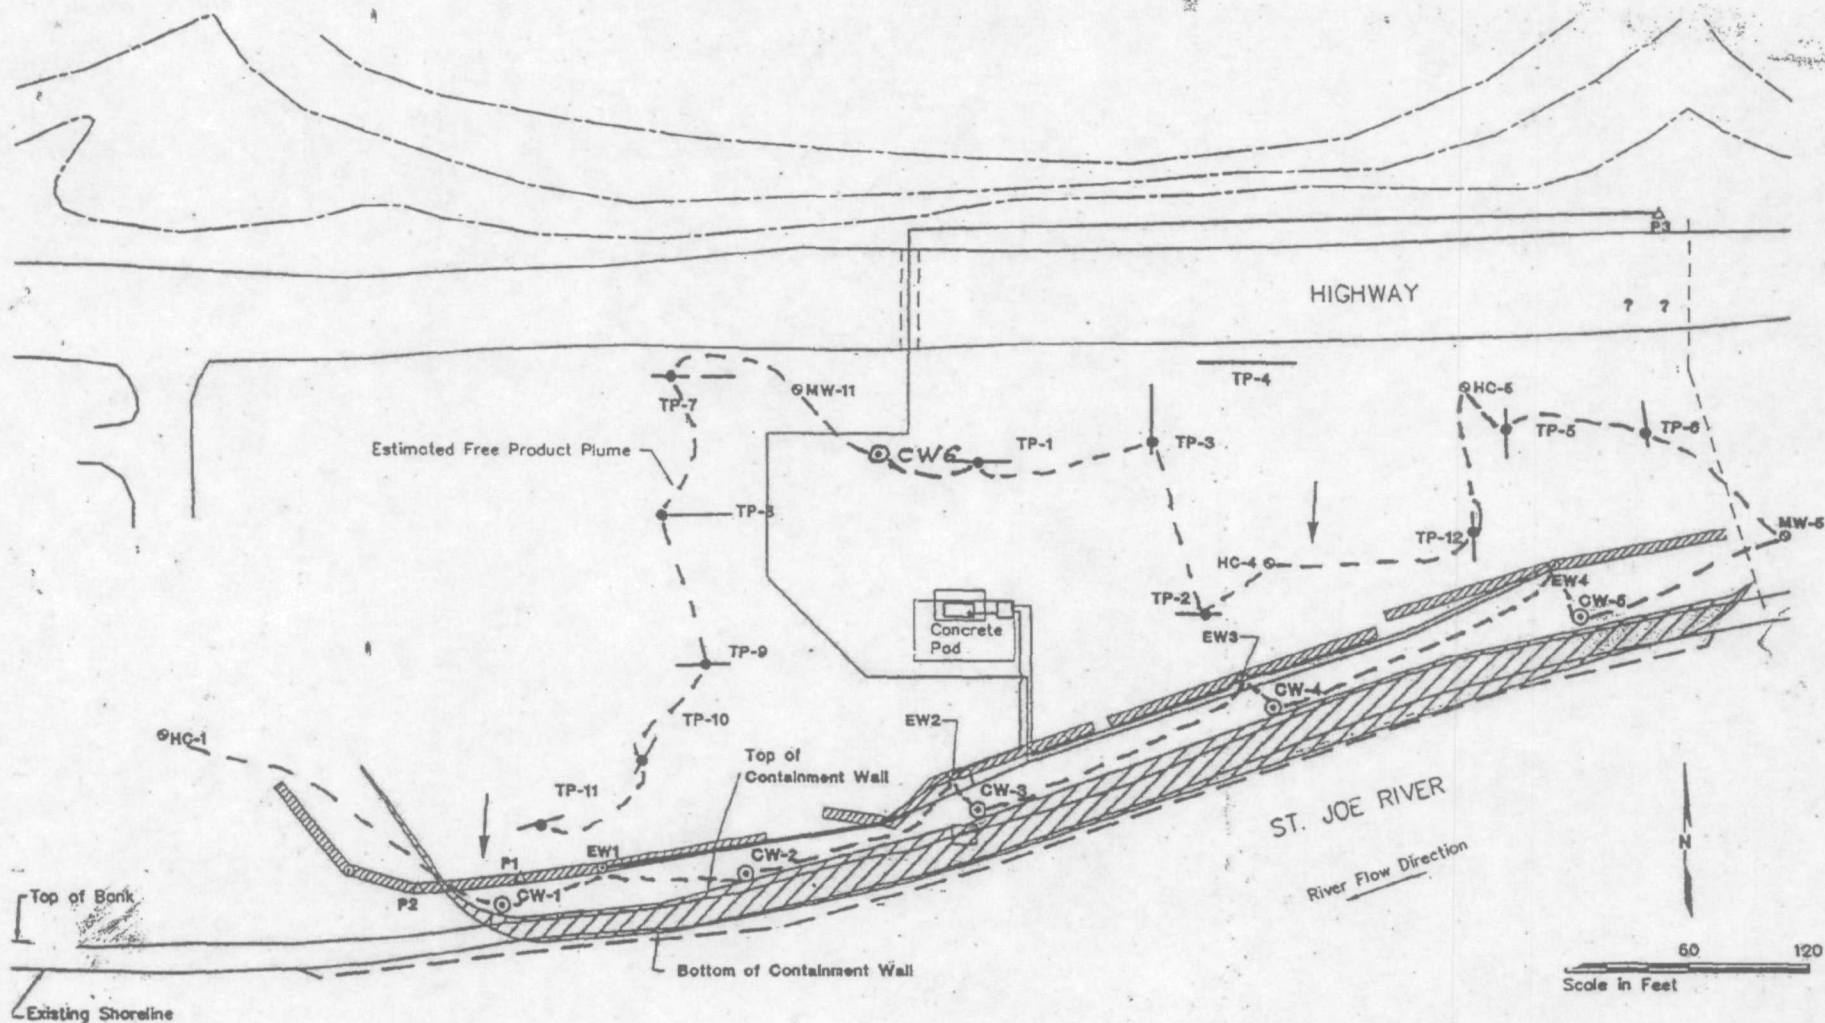 P3
HIGHWAY
? ?
TP-4
TP-7
MW-11
HC-5
TP-5
TP-6
Estimated Free Product Plume
CW6
TP-1
TP-3
TP-8
MW-5
TP-12
HC-4
EW4
TP-2
CW-5
Concrete
Pad
EW3
TP-9
CW-4
TP-10
EW2
HC-1
Top of
Containment Wall
CW-3
TP-11
ST. JOE RIVER
N
P1
EW1
CW-2
River Flow Direction
Top of Bank
P2
CW-1
60 120
Scale in Feet
Bottom of Containment Wall
Existing Shoreline